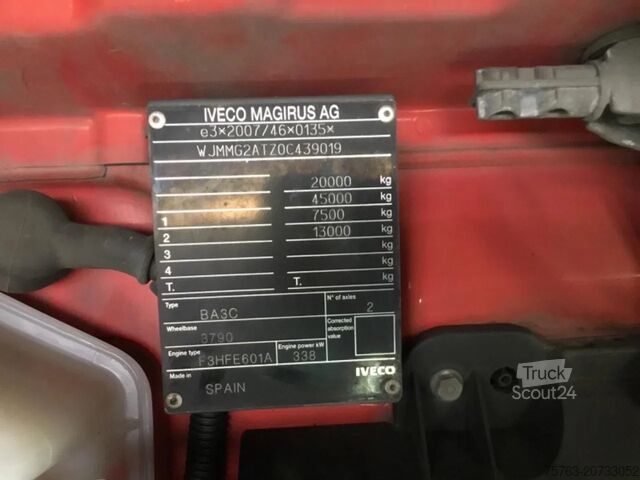 IVECO MAGIRUS AG
e3*2007/46*0135*
WJMMG2ATZ0C439019
20000 kg
45000 kg
1 7500 kg
2 13000 kg
3 kg
4 kg
T. T. kg
Type BA3C N° of axles 2
Wheelbase 3790 Corrected absorption value
Engine type F3HFE601A Engine power kW 338
Made in SPAIN IVECO
Truck
Scout24
75763-20733052